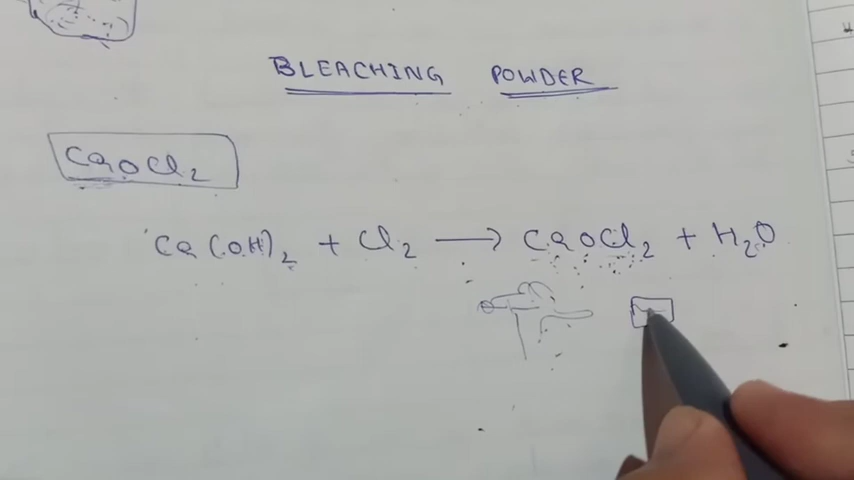 BLEACHING POWDER
CaOCl2
Ca(OH)2 + Cl2 → CaOCl2 + H2O